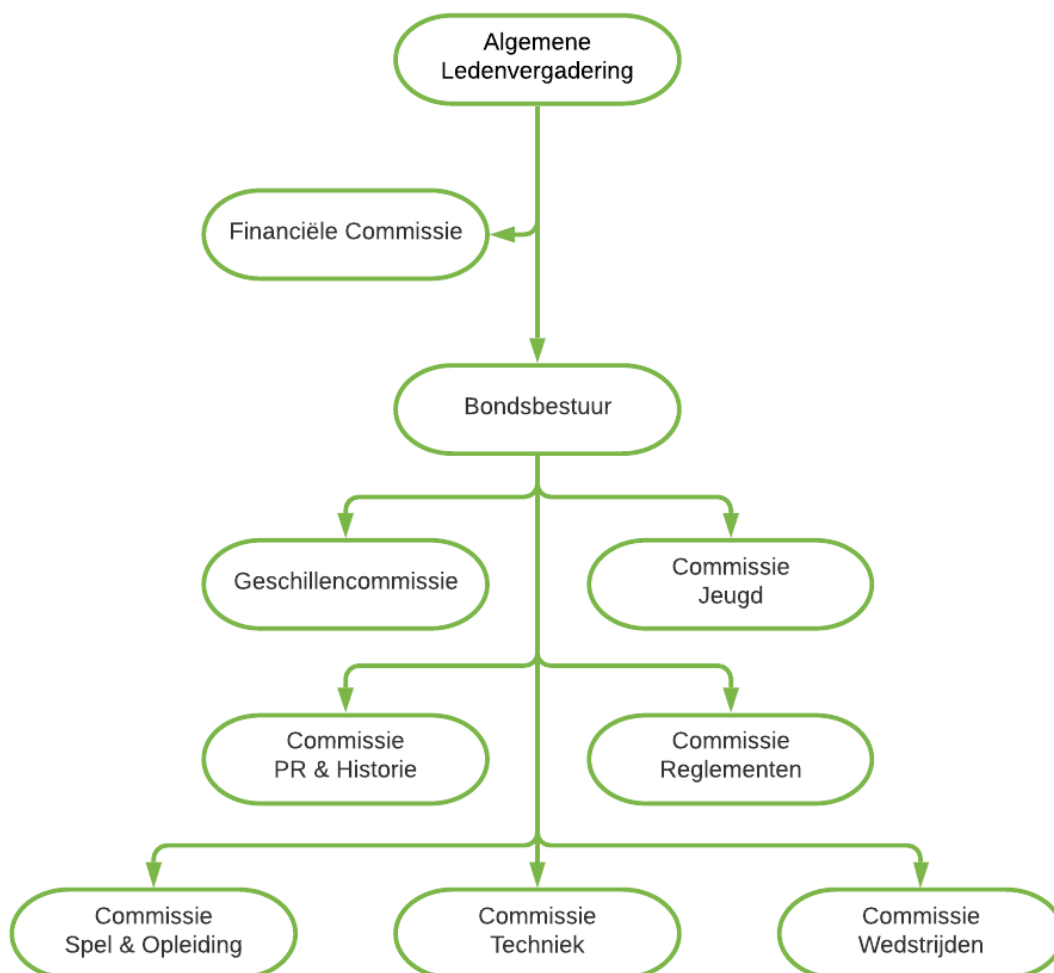 Algemene
Ledenvergadering
Financiële Commissie
Bondsbestuur
Geschillencommissie
Commissie
Jeugd
Commissie
PR & Historie
Commissie
Reglementen
Commissie
Spel & Opleiding
Commissie
Techniek
Commissie
Wedstrijden